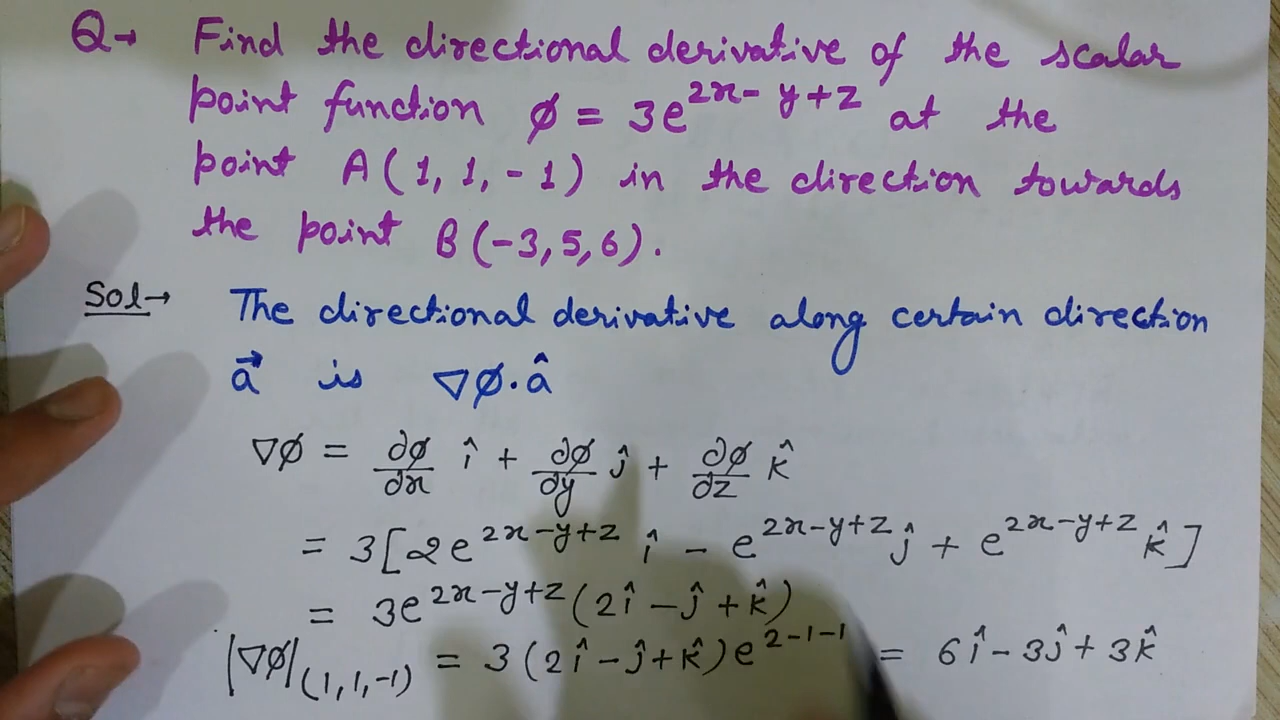 Q→ Find the directional derivative of the scalar
point function ø = 3e^{2x-y+z} at the
point A(1, 1, -1) in the direction towards
the point B(-3, 5, 6).
Sol→ The directional derivative along certain direction
a⃗ is ∇ø.â
∇ø = ∂ø/∂x î + ∂ø/∂y ĵ + ∂ø/∂z k̂
= 3[2e^{2x-y+z} î - e^{2x-y+z} ĵ + e^{2x-y+z} k̂]
= 3e^{2x-y+z}(2î - ĵ + k̂)
|∇ø|_{(1,1,-1)} = 3(2î - ĵ + k̂)e^{2-1-1} = 6î - 3ĵ + 3k̂